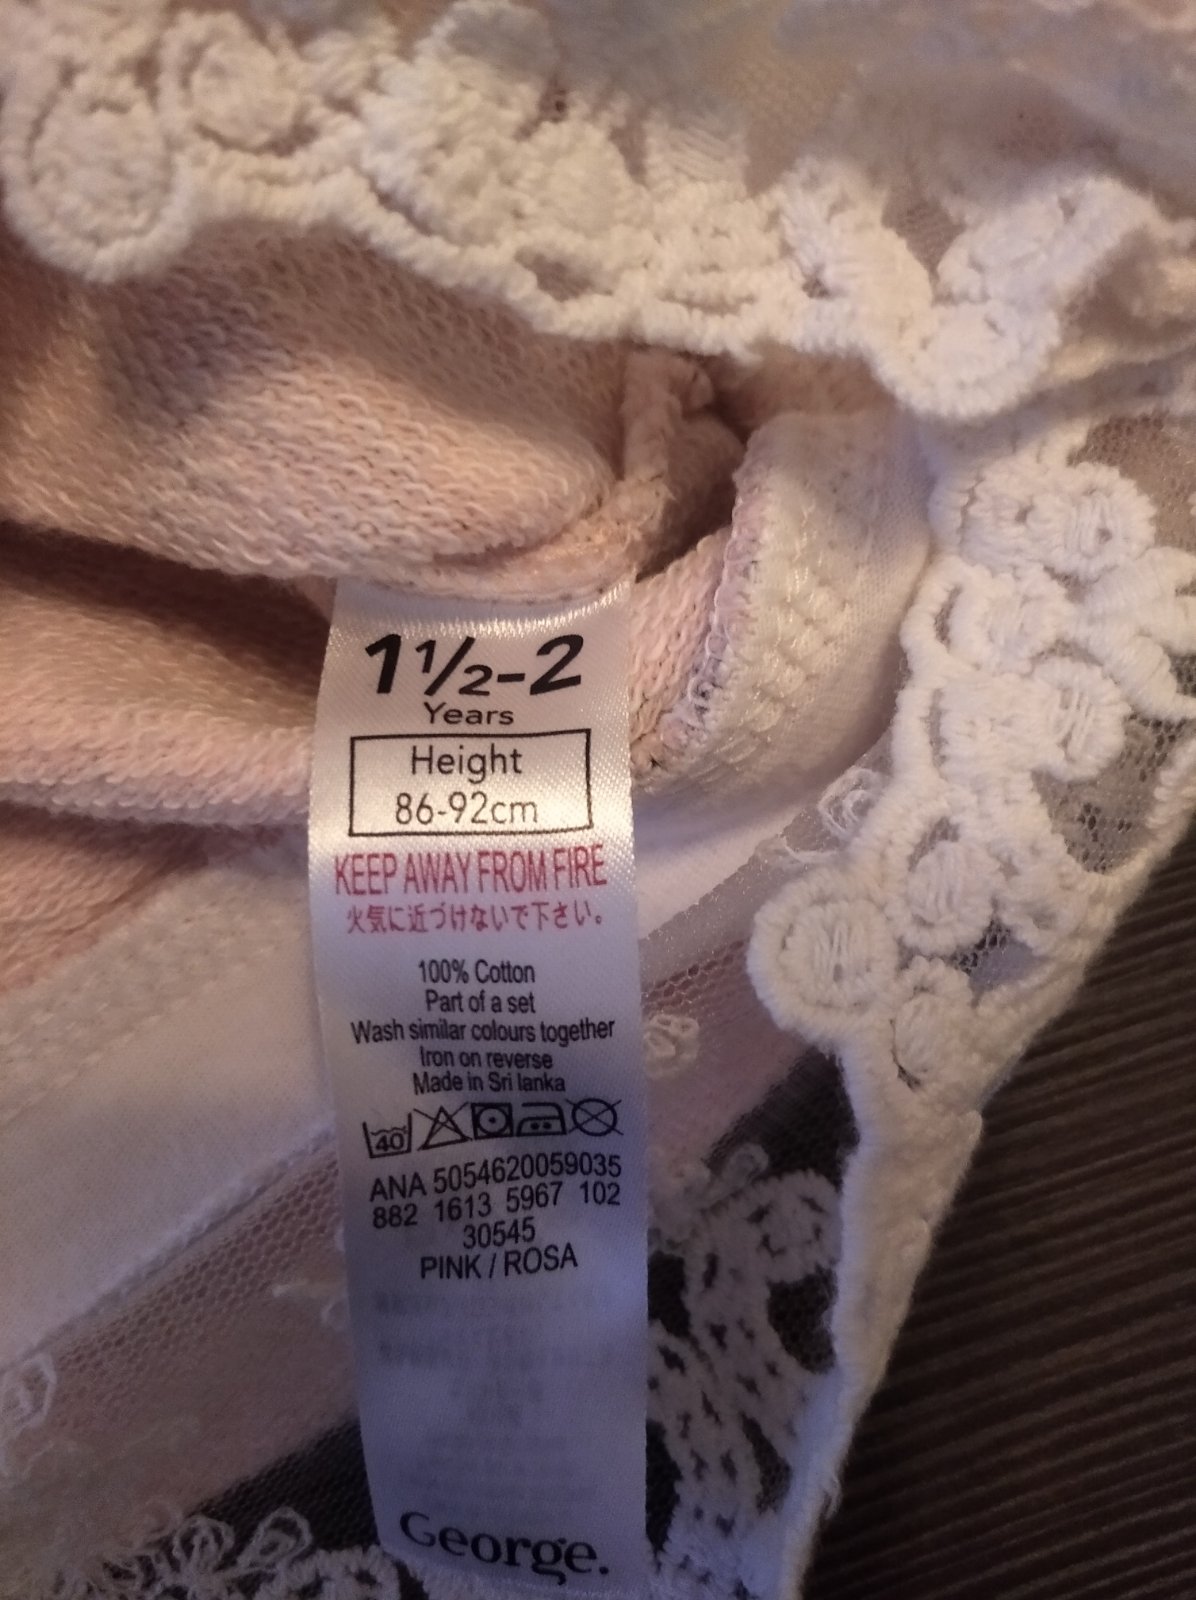 1½-2
Years
Height
86-92cm
KEEP AWAY FROM FIRE
火気に近づけないで下さい。
100% Cotton
Part of a set
Wash similar colours together
Iron on reverse
Made in Sri lanka
40
ANA 5054620059035
882 1613 5967 102
30545
PINK / ROSA
George.